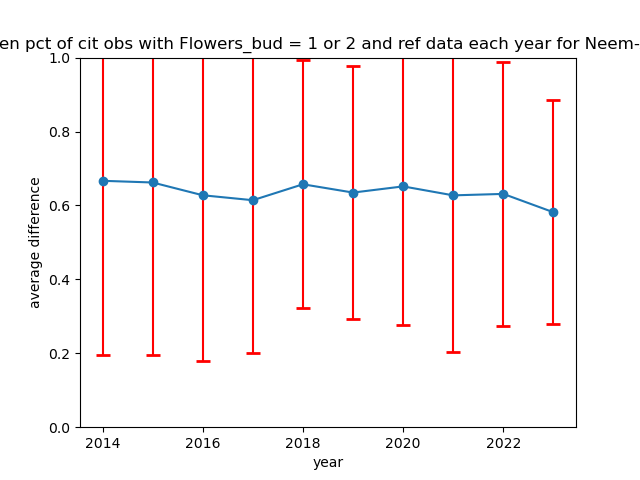 en pct of cit obs with Flowers_bud = 1 or 2 and ref data each year for Neem-
1.0
0.8
0.6
0.4
0.2
0.0
average difference
2014 2016 2018 2020 2022
year